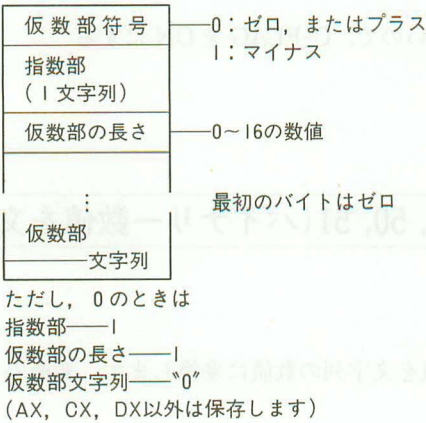 仮数部符号 0：ゼロ，またはプラス
1：マイナス
指数部
（1文字列）
仮数部の長さ 0～16の数値
⋮ 最初のバイトはゼロ
仮数部
——文字列
ただし，0のときは
指数部——1
仮数部の長さ——1
仮数部文字列——〝0〟
（AX，CX，DX以外は保存します）